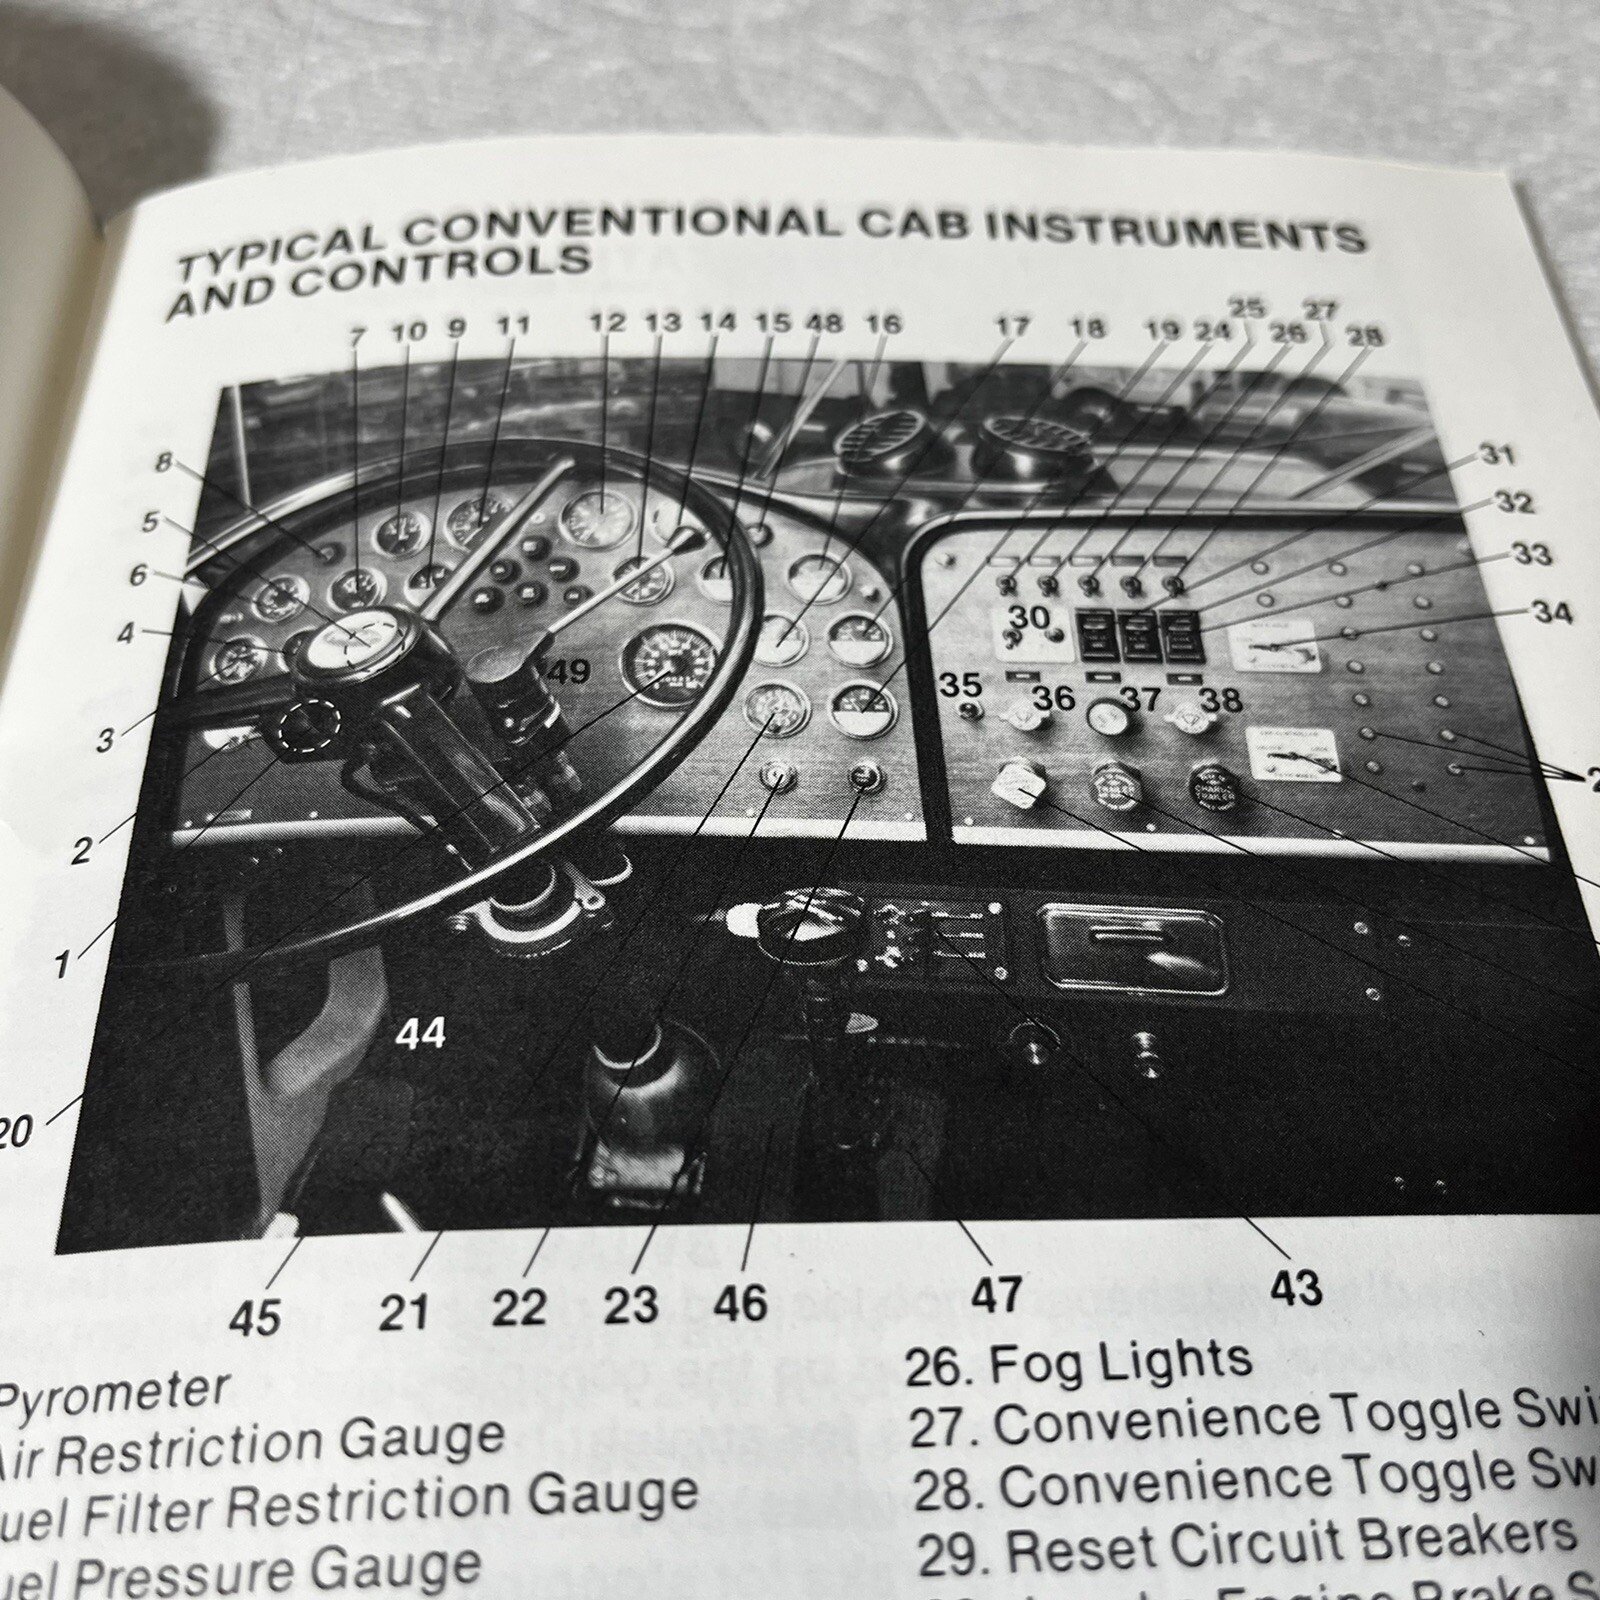 TYPICAL CONVENTIONAL CAB INSTRUMENTS
AND CONTROLS
25 27
7 10 9 11 12 13 14 15 48 16 17 18 19 24 26 28
8
31
5
32
6
33
30
34
4
49
35 36 37 38
3
2
1
44
20
45 21 22 23 46 47 43
Pyrometer
Air Restriction Gauge
uel Filter Restriction Gauge
uel Pressure Gauge
26. Fog Lights
27. Convenience Toggle Swi
28. Convenience Toggle Sw
29. Reset Circuit Breakers
Engine Brake S